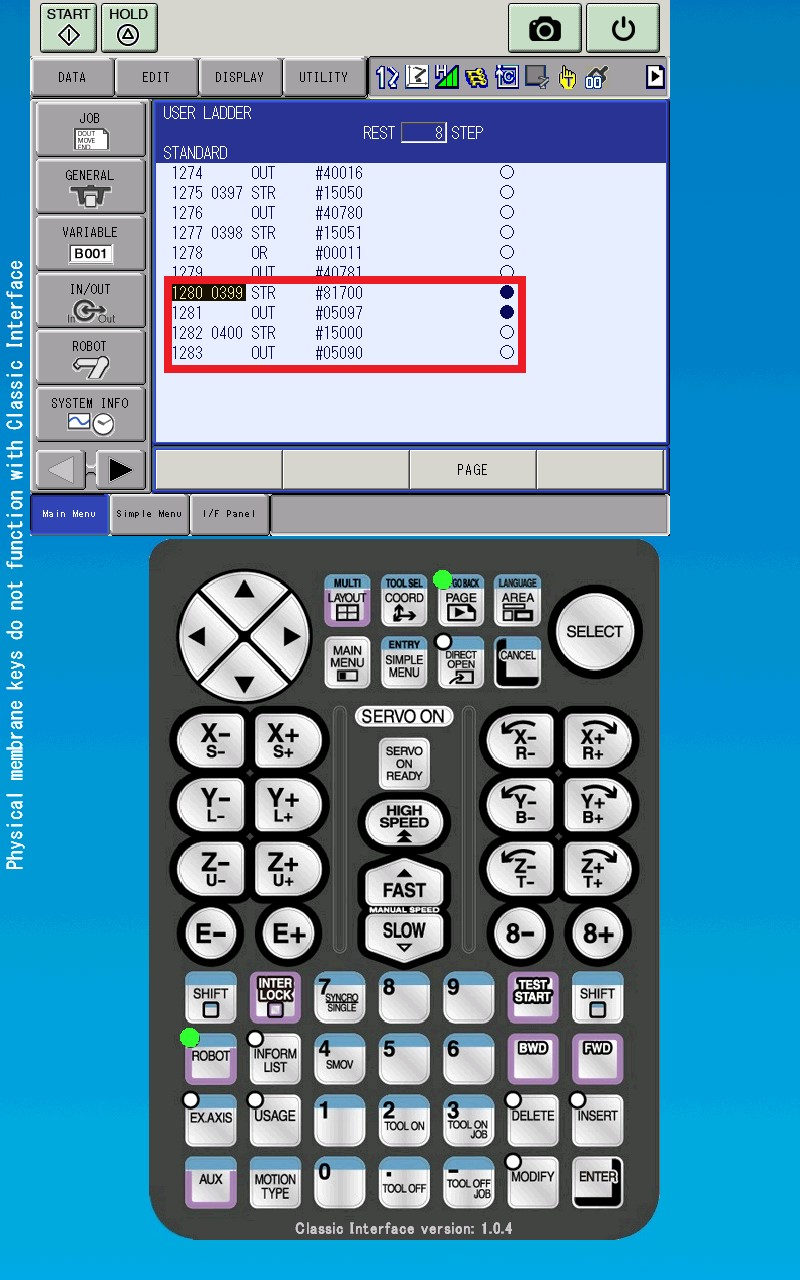 START HOLD
DATA EDIT DISPLAY UTILITY
JOB
DOUT
MOVE
END
GENERAL
VARIABLE
B001
IN/OUT
In Out
ROBOT
SYSTEM INFO
USER LADDER
REST 8 STEP
STANDARD
1274 OUT #40016
1275 0397 STR #15050
1276 OUT #40780
1277 0398 STR #15051
1278 OR #00011
1279 OUT #40781
1280 0399 STR #81700
1281 OUT #05097
1282 0400 STR #15000
1283 OUT #05090
PAGE
Main Menu Simple Menu I/F Panel
Physical membrane keys do not function with Classic Interface
MULTI TOOL SEL GO BACK LANGUAGE
LAYOUT COORD PAGE AREA
SELECT
MAIN MENU ENTRY SIMPLE MENU DIRECT OPEN CANCEL
SERVO ON
X- S- X+ S+
SERVO ON READY
X- R- X+ R+
Y- L- Y+ L+
HIGH SPEED
Y- B- Y+ B+
Z- U- Z+ U+
FAST
MANUAL SPEED
SLOW
Z- T- Z+ T+
E- E+ 8- 8+
SHIFT INTER LOCK 7 SYNCRO SINGLE 8 9 TEST START SHIFT
ROBOT INFORM LIST 4 SMOV 5 6 BWD FWD
EX.AXIS USAGE 1 2 TOOL ON 3 TOOL ON JOB DELETE INSERT
AUX MOTION TYPE 0 . TOOL OFF - TOOL OFF JOB MODIFY ENTER
Classic Interface version: 1.0.4